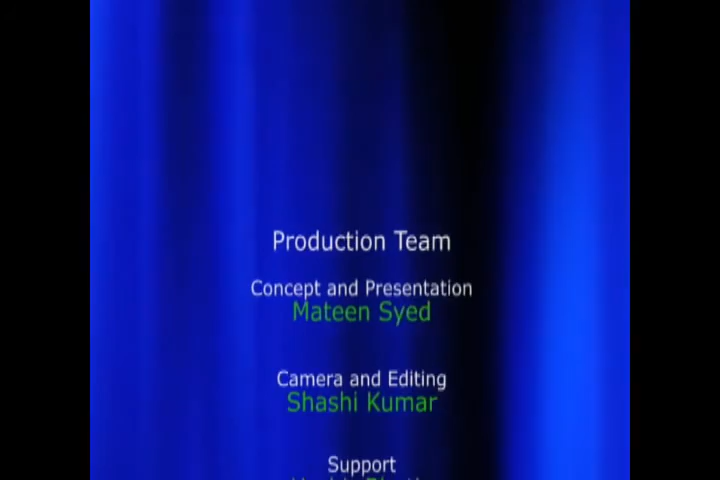 Production Team
Concept and Presentation
Mateen Syed
Camera and Editing
Shashi Kumar
Support